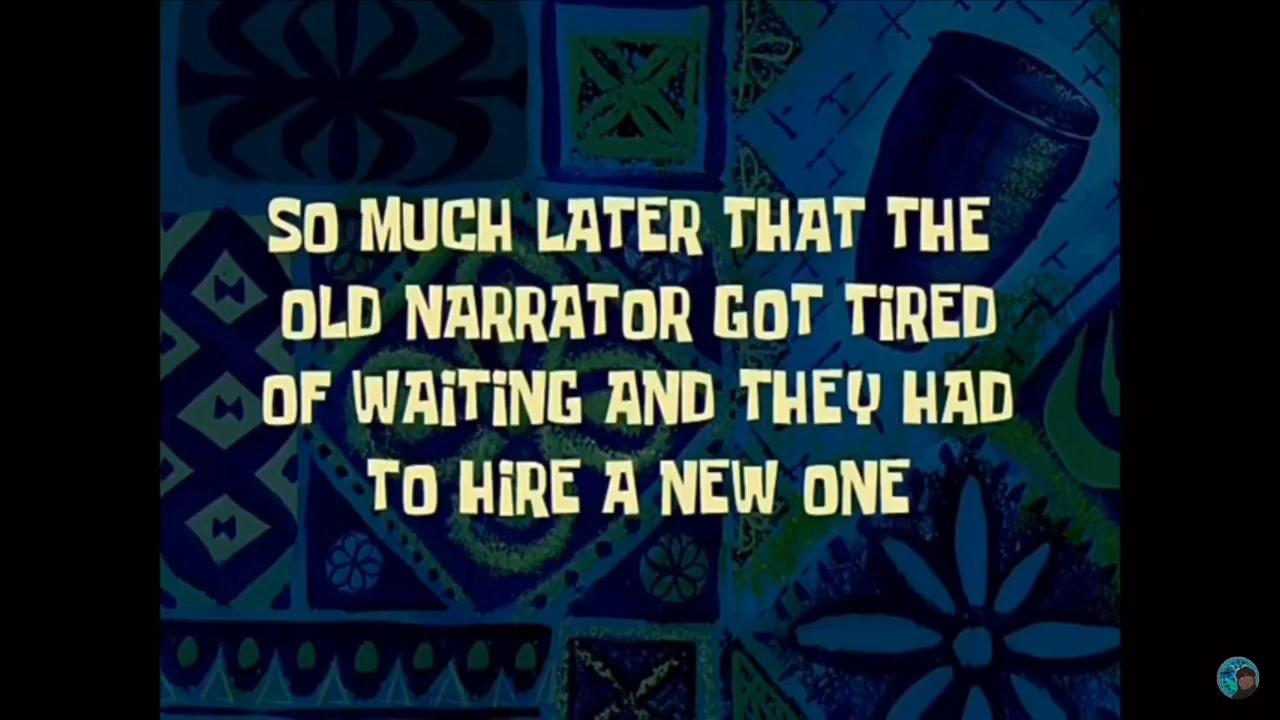 SO MUCH LATER THAT THE
OLD NARRATOR GOT TIRED
OF WAITING AND THEY HAD
TO HIRE A NEW ONE